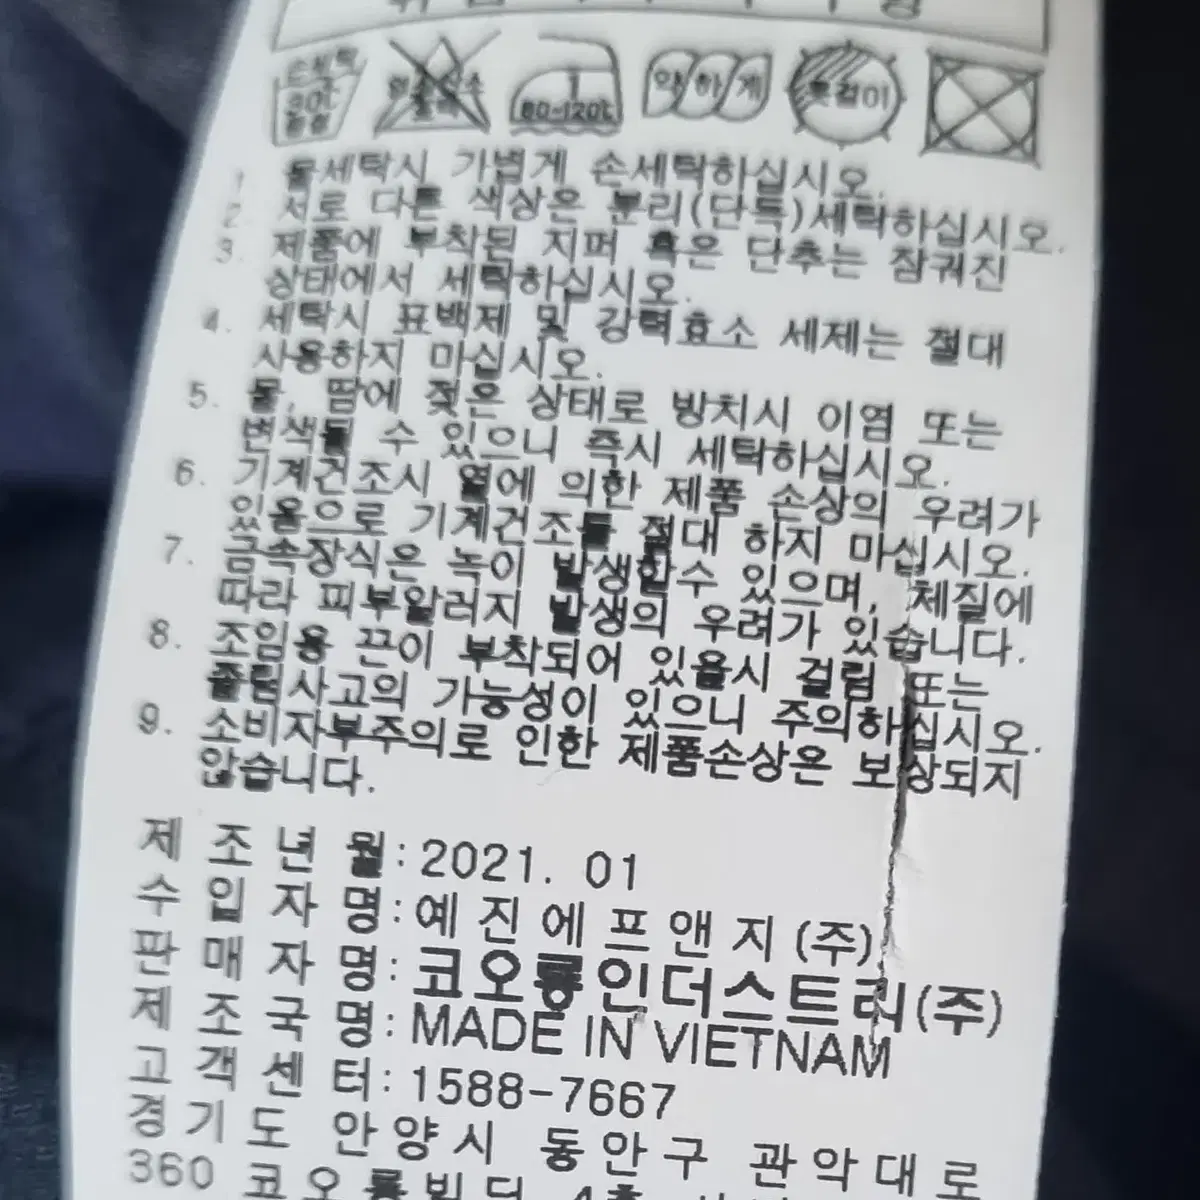 손세탁
약 30℃
중성
염소표백
80-120℃
약하게
옷걸이
1. 물세탁시 가볍게 손세탁하십시오.
2. 서로 다른 색상은 분리(단독)세탁하십시오.
3. 제품에 부착된 지퍼 혹은 단추는 잠궈진
상태에서 세탁하십시오.
4. 세탁시 표백제 및 강력효소 세제는 절대
사용하지 마십시오.
5. 물, 땀에 젖은 상태로 방치시 이염 또는
변색될 수 있으니 즉시 세탁하십시오.
6. 기계건조시 열에 의한 제품 손상의 우려가
있음으로 기계건조를 절대 하지 마십시오.
7. 금속장식은 녹이 발생할수 있으며, 체질에
따라 피부알러지 발생의 우려가 있습니다.
8. 조임용 끈이 부착되어 있을시 걸림 또는
졸림사고의 가능성이 있으니 주의하십시오.
9. 소비자부주의로 인한 제품손상은 보상되지
않습니다.
제조년월:2021. 01
수입자명:예진에프앤지(주)
판매자명:코오롱인더스트리(주)
제조국명:MADE IN VIETNAM
고객센터:1588-7667
경기도 안양시 동안구 관악대로
360 코오롱빌딩 4층